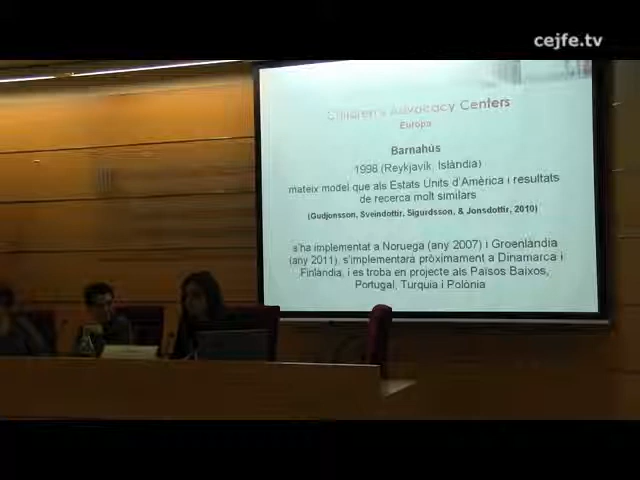 cejfe.tv
Children's Advocacy Centers
Europa
Barnahús
1998 (Reykjavík, Islàndia)
mateix model que als Estats Units d'Amèrica i resultats
de recerca molt similars
(Gudjonsson, Sveindottir, Sigurdsson, & Jonsdottir, 2010)
s'ha implementat a Noruega (any 2007) i Groenlàndia
(any 2011), s'implementarà pròximament a Dinamarca i
Finlàndia, i es troba en projecte als Països Baixos,
Portugal, Turquia i Polònia